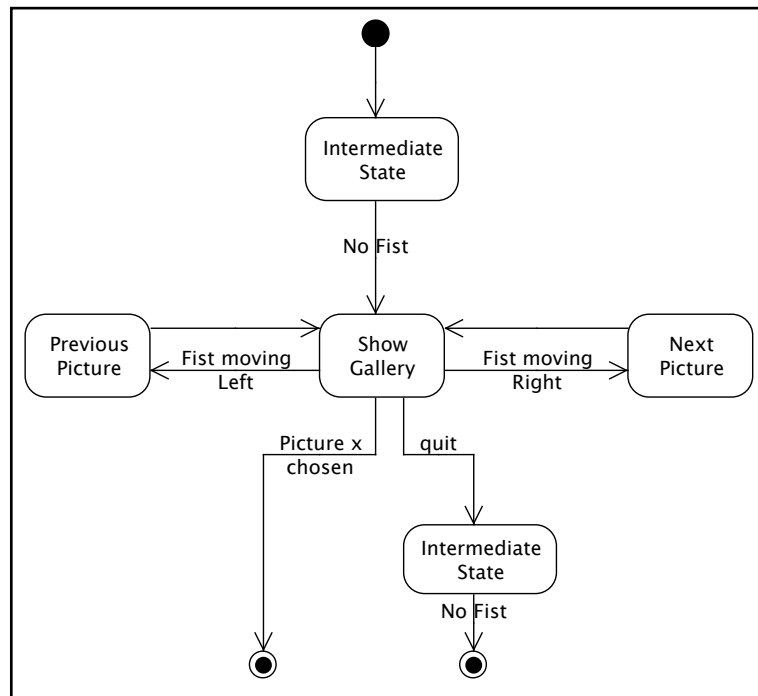 Intermediate
State
No Fist
Previous
Picture
Fist moving
Left
Show
Gallery
Fist moving
Right
Next
Picture
Picture x
chosen
quit
Intermediate
State
No Fist